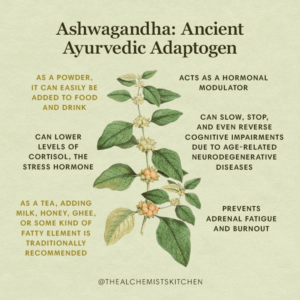 Ashwagandha: Ancient
Ayurvedic Adaptogen
AS A POWDER,
IT CAN EASILY BE
ADDED TO FOOD
AND DRINK
ACTS AS A HORMONAL
MODULATOR
CAN LOWER
LEVELS OF
CORTISOL, THE
STRESS HORMONE
CAN SLOW, STOP,
AND EVEN REVERSE
COGNITIVE IMPAIRMENTS
DUE TO AGE-RELATED
NEURODEGENERATIVE
DISEASES
AS A TEA, ADDING
MILK, HONEY, GHEE,
OR SOME KIND OF
FATTY ELEMENT IS
TRADITIONALLY
RECOMMENDED
PREVENTS
ADRENAL FATIGUE
AND BURNOUT
@THEALCHEMISTSKITCHEN